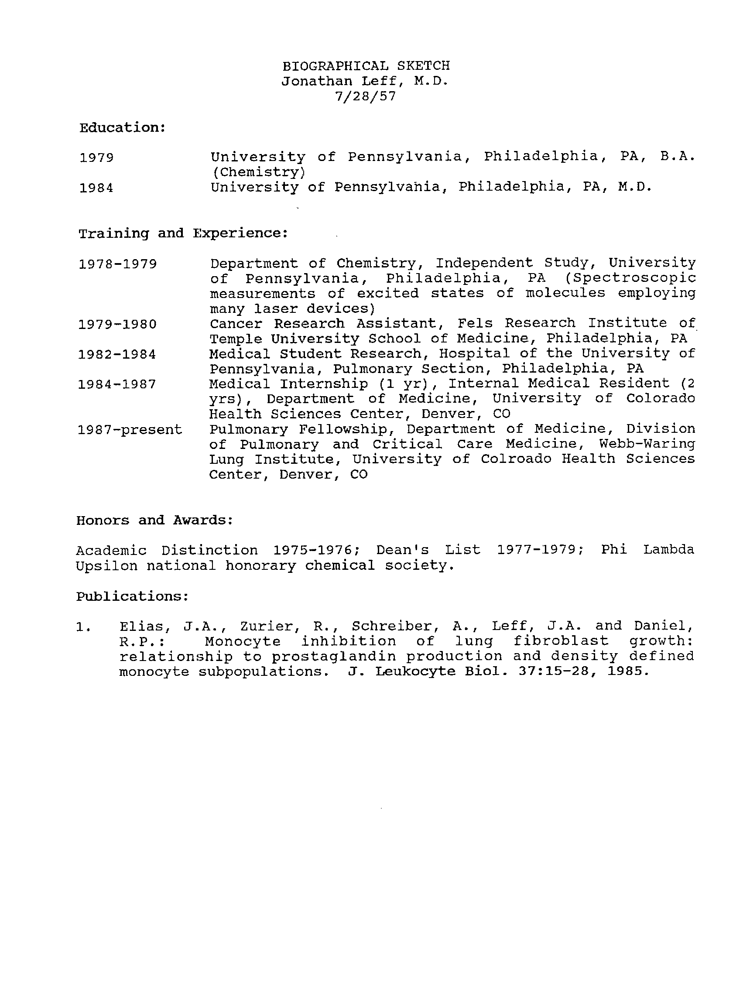 BIOGRAPHICAL SKETCH
Jonathan Leff, M.D.
7/28/57
Education:
1979 University of Pennsylvania, Philadelphia, PA, B.A.
(Chemistry)
1984 University of Pennsylvania, Philadelphia, PA, M.D.
Training and Experience:
1978-1979 Department of Chemistry, Independent Study, University
of Pennsylvania, Philadelphia, PA (Spectroscopic
measurements of excited states of molecules employing
many laser devices)
1979-1980 Cancer Research Assistant, Fels Research Institute of
Temple University School of Medicine, Philadelphia, PA
1982-1984 Medical Student Research, Hospital of the University of
Pennsylvania, Pulmonary Section, Philadelphia, PA
1984-1987 Medical Internship (1 yr), Internal Medical Resident (2
yrs), Department of Medicine, University of Colorado
Health Sciences Center, Denver, CO
1987-present Pulmonary Fellowship, Department of Medicine, Division
of Pulmonary and Critical Care Medicine, Webb-Waring
Lung Institute, University of Colroado Health Sciences
Center, Denver, CO
Honors and Awards:
Academic Distinction 1975-1976; Dean's List 1977-1979; Phi Lambda
Upsilon national honorary chemical society.
Publications:
1. Elias, J.A., Zurier, R., Schreiber, A., Leff, J.A. and Daniel,
R.P.: Monocyte inhibition of lung fibroblast growth:
relationship to prostaglandin production and density defined
monocyte subpopulations. J. Leukocyte Biol. 37:15-28, 1985.